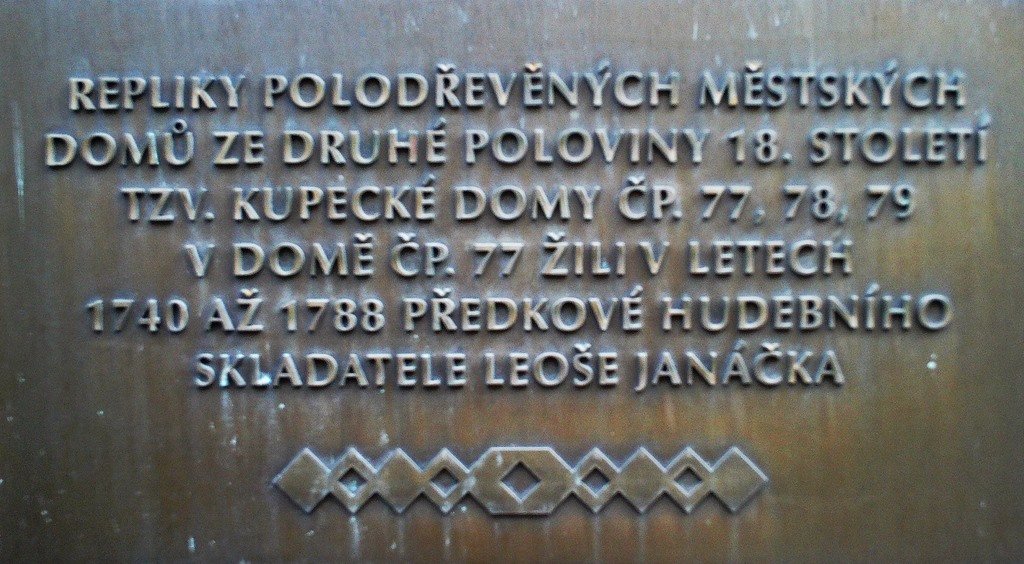 REPLIKY POLODŘEVĚNÝCH MĚSTSKÝCH
DOMŮ ZE DRUHÉ POLOVINY 18. STOLETÍ
TZV. KUPECKÉ DOMY ČP. 77, 78, 79
V DOMĚ ČP. 77 ŽILI V LETECH
1740 AŽ 1788 PŘEDKOVÉ HUDEBNÍHO
SKLADATELE LEOŠE JANÁČKA